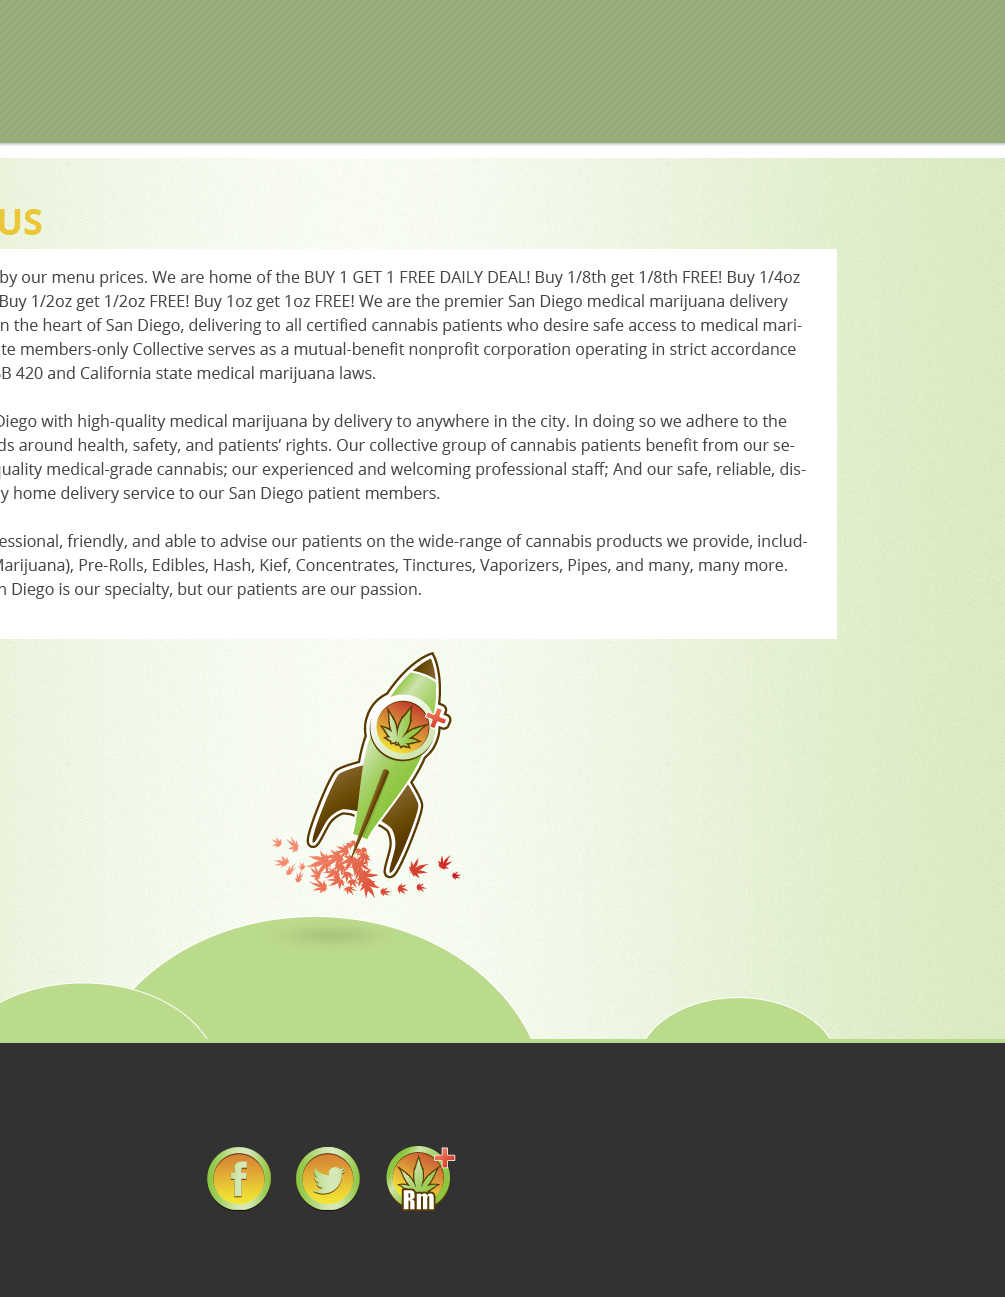 US
by our menu prices. We are home of the BUY 1 GET 1 FREE DAILY DEAL! Buy 1/8th get 1/8th FREE! Buy 1/4oz
Buy 1/2oz get 1/2oz FREE! Buy 1oz get 1oz FREE! We are the premier San Diego medical marijuana delivery
n the heart of San Diego, delivering to all certified cannabis patients who desire safe access to medical mari-
te members-only Collective serves as a mutual-benefit nonprofit corporation operating in strict accordance
SB 420 and California state medical marijuana laws.
Diego with high-quality medical marijuana by delivery to anywhere in the city. In doing so we adhere to the
ds around health, safety, and patients’ rights. Our collective group of cannabis patients benefit from our se-
quality medical-grade cannabis; our experienced and welcoming professional staff; And our safe, reliable, dis-
y home delivery service to our San Diego patient members.
essional, friendly, and able to advise our patients on the wide-range of cannabis products we provide, includ-
Marijuana), Pre-Rolls, Edibles, Hash, Kief, Concentrates, Tinctures, Vaporizers, Pipes, and many, many more.
n Diego is our specialty, but our patients are our passion.
Rm